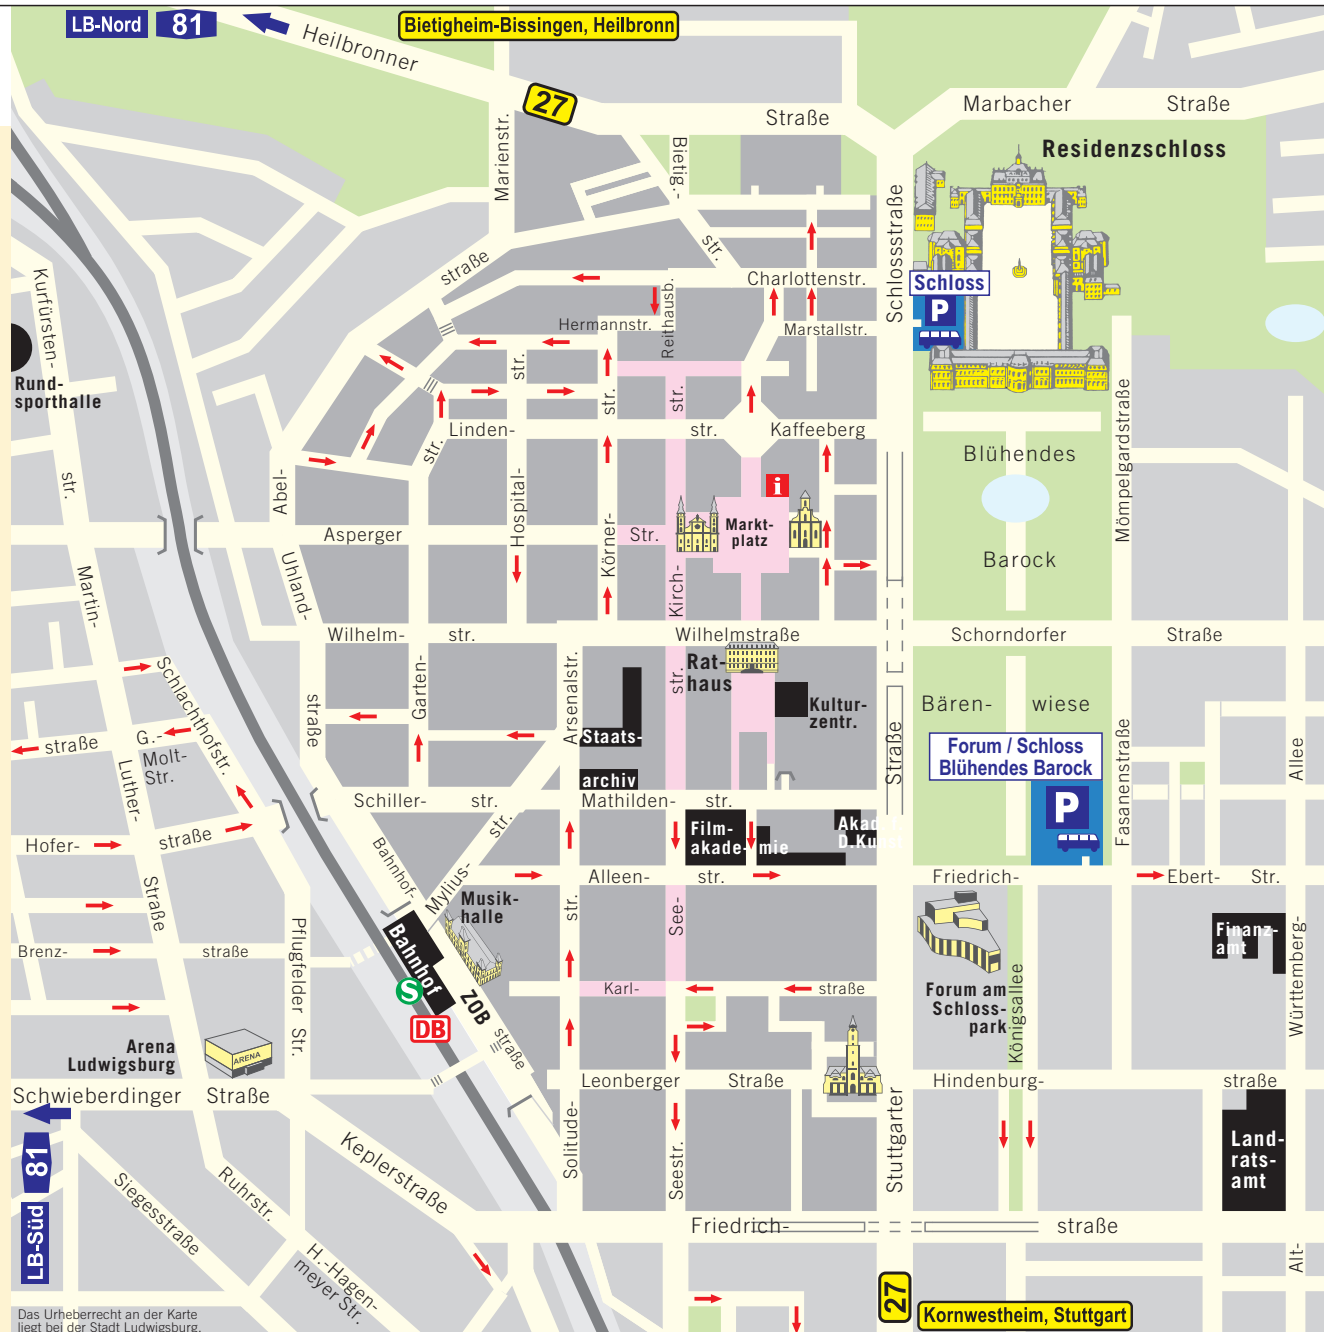 LB-Nord 81
Bietigheim-Bissingen, Heilbronn
Heilbronner
27
Straße
Marbacher Straße
Residenzschloss
Marienstr.
Bietig.-
str.
Schlossstraße
straße
Charlottenstr.
Schloss
P
Kurfürsten-
Hermannstr.
Reithausb.
Marstallstr.
Rund-
sporthalle
str.
str.
str.
Mömpelgardstraße
Linden-
str.
Kaffeeberg
str.
Blühendes
str.
Abel-
Hospital-
i
Asperger
Str.
Markt-
platz
Körner-
Barock
Uhland-
Martin-
Kirch-
Wilhelm-
str.
Wilhelmstraße
Schorndorfer
Straße
Schlachthofstr.
Rat-
haus
str.
Arsenalstr.
Garten-
straße
Kultur-
zentr.
Bären-
wiese
straße
G.-
Molt-
Str.
Staats-
archiv
Straße
Forum / Schloss
Blühendes Barock
P
Fasanenstraße
Allee
Luther-
Schiller-
str.
Mathilden-
str.
str.
Hofer-
straße
Bahnhof-
Film-
akade-
mie
Akad.
D.Kunst
Mylius-
Alleen-
str.
Friedrich-
Ebert-
Str.
Straße
Musik-
halle
str.
See-
Finanz-
amt
Württemberg-
Brenz-
straße
Pflugfelder
Str.
Bahnhof
S
ZOB
DB
Karl-
straße
Forum am
Schloss-
park
Königsallee
Arena
Ludwigsburg
ARENA
straße
Leonberger
Straße
Hindenburg-
straße
Schwieberdinger
Straße
81
LB-Süd
Keplerstraße
Solitude-
Seestr.
Stuttgarter
Land-
rats-
amt
Siegesstraße
Ruhrstr.
Friedrich-
straße
H.-Hagen-
meyer Str.
Alt-
27
Kornwestheim, Stuttgart
Das Urheberrecht an der Karte
liegt bei der Stadt Ludwigsburg.